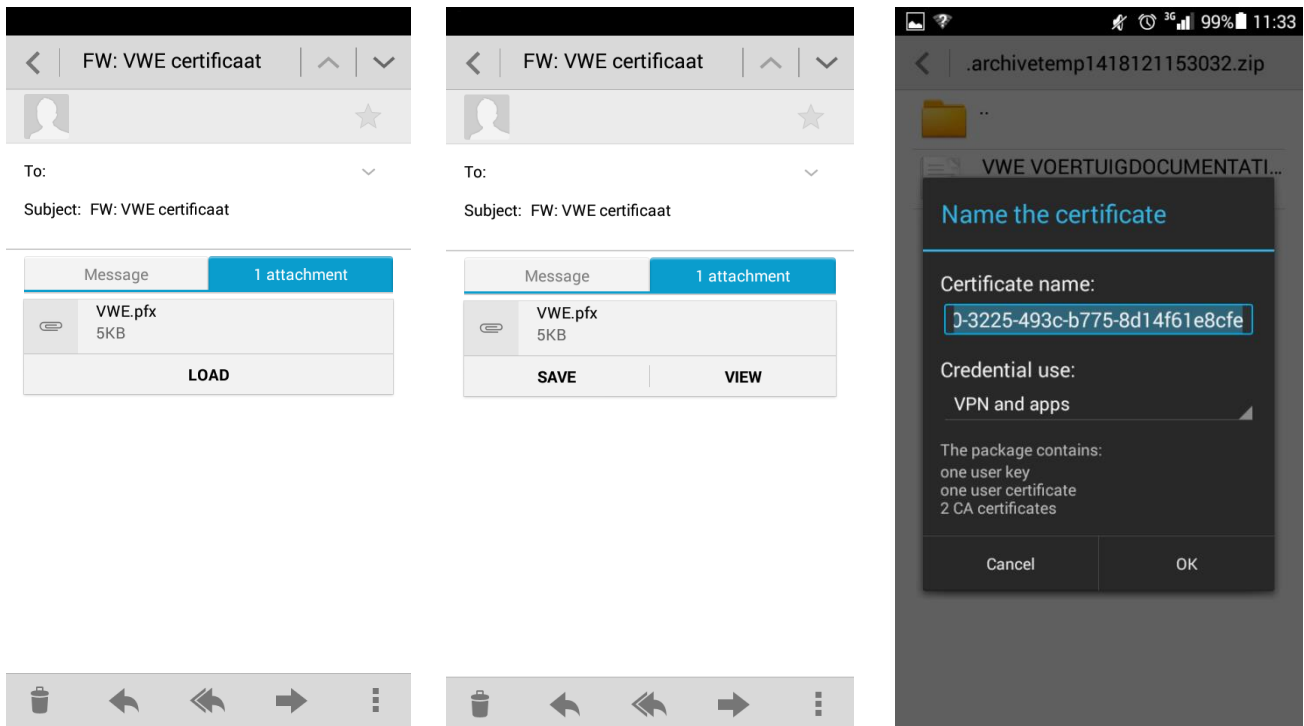 FW: VWE certificaat
To:
Subject: FW: VWE certificaat
Message
1 attachment
VWE.pfx
5KB
LOAD
FW: VWE certificaat
To:
Subject: FW: VWE certificaat
Message
1 attachment
VWE.pfx
5KB
SAVE
VIEW
3G 99% 11:33
.archivetemp1418121153032.zip
..
VWE VOERTUIGDOCUMENTATI...
Name the certificate
Certificate name:
0-3225-493c-b775-8d14f61e8cfe
Credential use:
VPN and apps
The package contains:
one user key
one user certificate
2 CA certificates
Cancel
OK